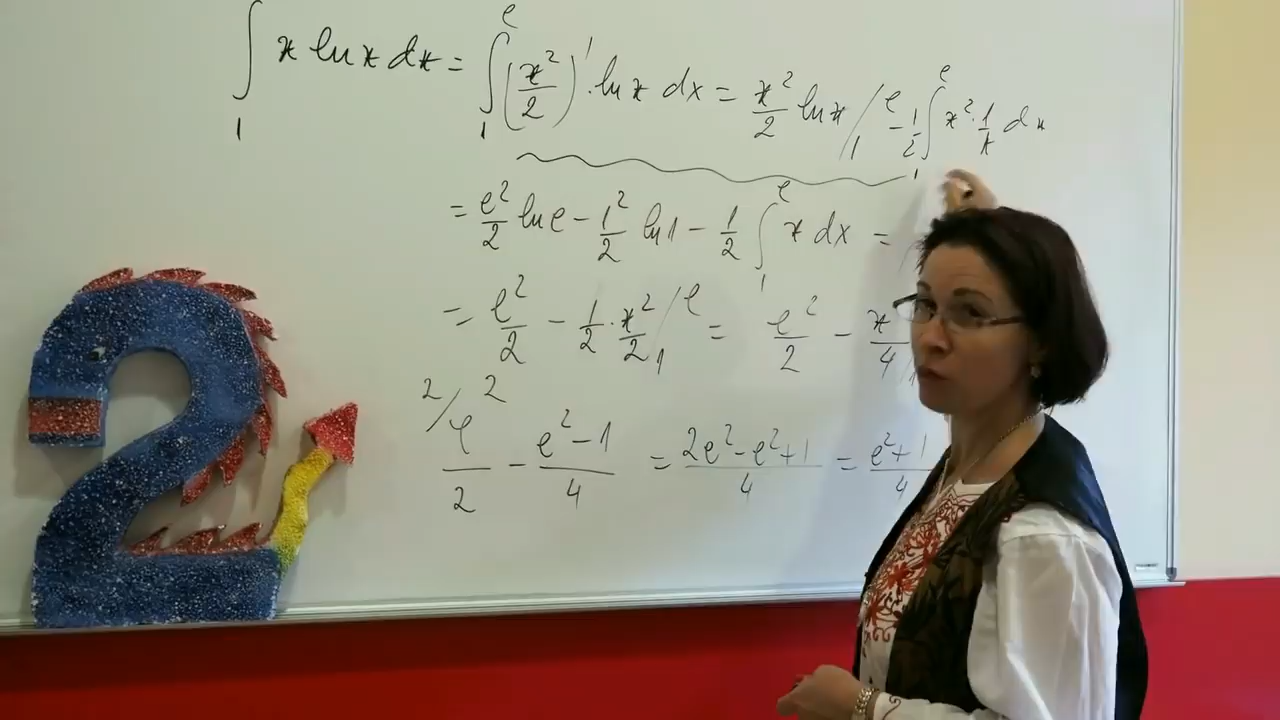 ∫₁ x ln x dx = ∫₁ᵉ (x²/2)' · ln x dx = x²/2 ln x /₁ᵉ - 1/2 ∫₁ᵉ x² · 1/x dx
= e²/2 ln e - 1²/2 ln 1 - 1/2 ∫₁ᵉ x dx =
= e²/2 - 1/2 · x²/2 /₁ᵉ = e²/2 - x²/4
2/ e²/2 - (e² - 1)/4 = (2e² - e² + 1)/4 = (e² + 1)/4